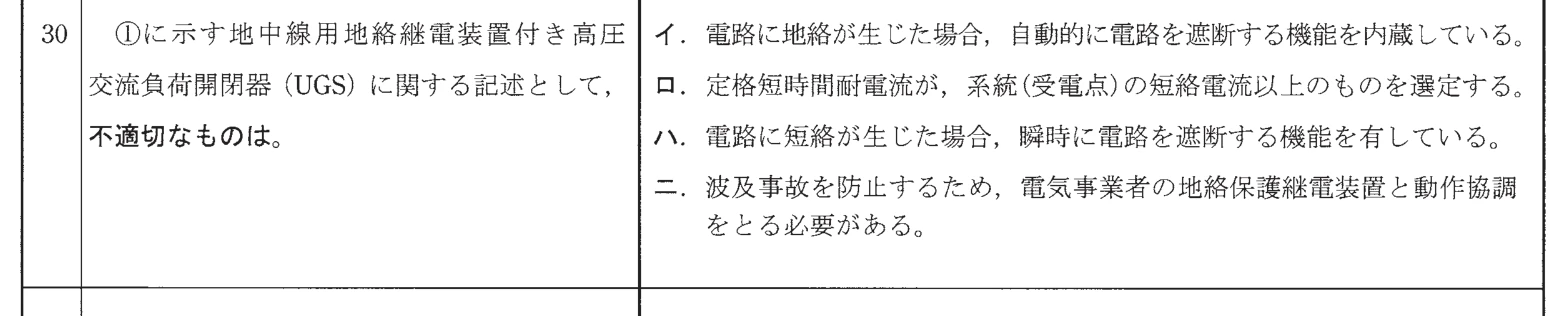 30
①に示す地中線用地絡継電装置付き高圧
交流負荷開閉器（UGS）に関する記述として，
不適切なものは。
イ．電路に地絡が生じた場合，自動的に電路を遮断する機能を内蔵している。
ロ．定格短時間耐電流が，系統(受電点)の短絡電流以上のものを選定する。
ハ．電路に短絡が生じた場合，瞬時に電路を遮断する機能を有している。
ニ．波及事故を防止するため，電気事業者の地絡保護継電装置と動作協調
をとる必要がある。